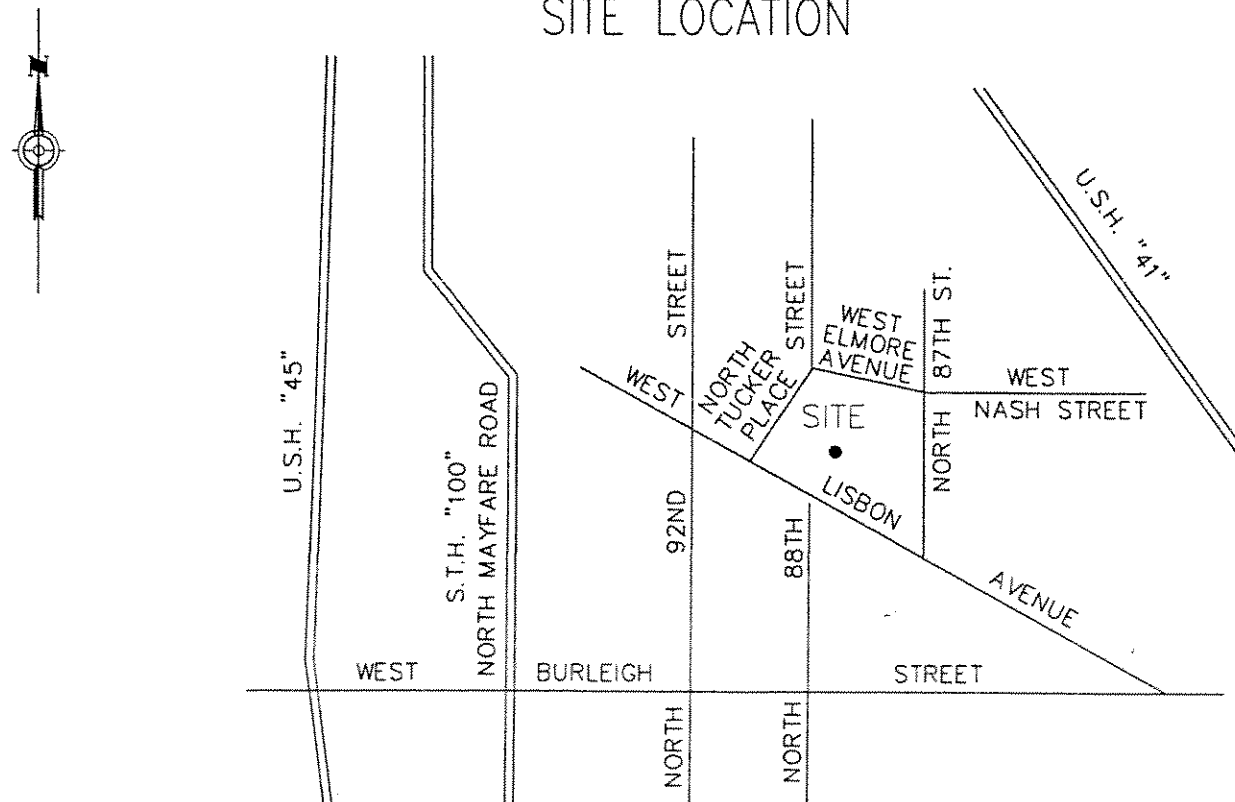 SITE LOCATION
N
U.S.H. "45"
S.T.H. "100"
NORTH MAYFARE ROAD
NORTH 92ND STREET
NORTH 88TH STREET
NORTH 87TH ST.
U.S.H. "41"
WEST
ELMORE
AVENUE
NORTH
TUCKER
PLACE
WEST
NASH STREET
SITE
WEST LISBON AVENUE
WEST BURLEIGH STREET